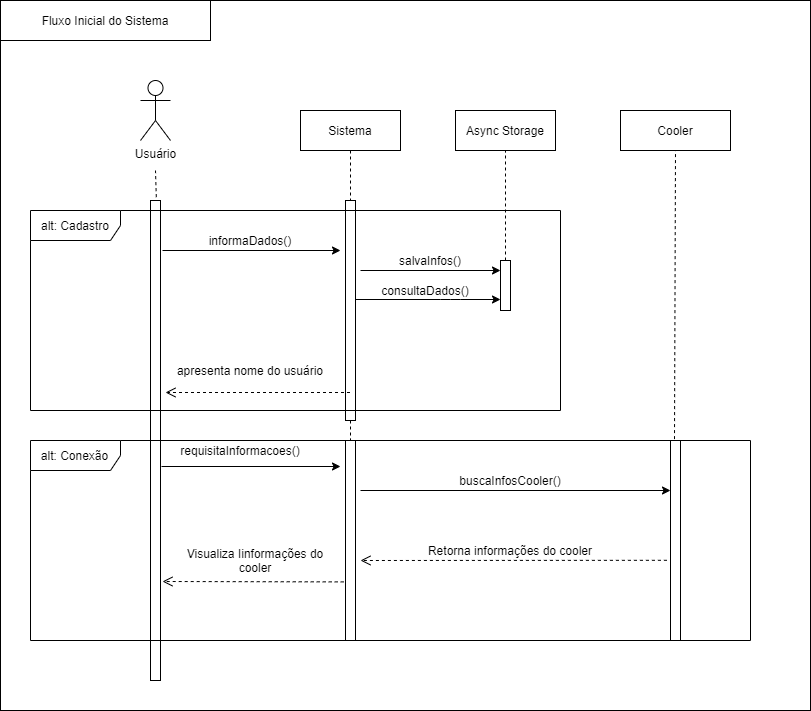 Fluxo Inicial do Sistema
Usuário
Sistema
Async Storage
Cooler
alt: Cadastro
informaDados()
salvaInfos()
consultaDados()
apresenta nome do usuário
alt: Conexão
requisitaInformacoes()
buscaInfosCooler()
Retorna informações do cooler
Visualiza linformações do
cooler